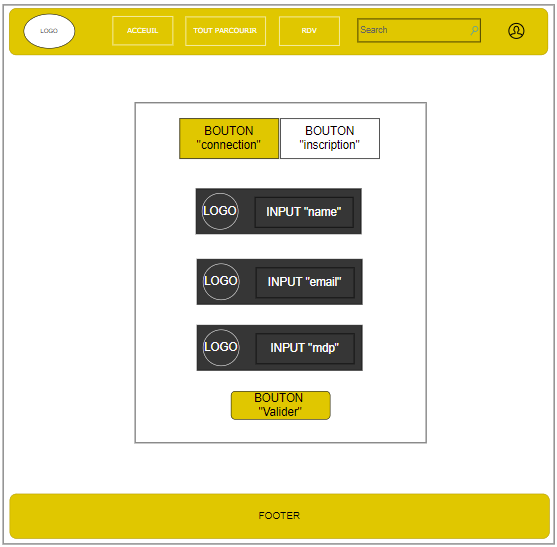 LOGO
ACCEUIL
TOUT PARCOURIR
RDV
Search
BOUTON
"connection"
BOUTON
"inscription"
LOGO
INPUT "name"
LOGO
INPUT "email"
LOGO
INPUT "mdp"
BOUTON
"Valider"
FOOTER